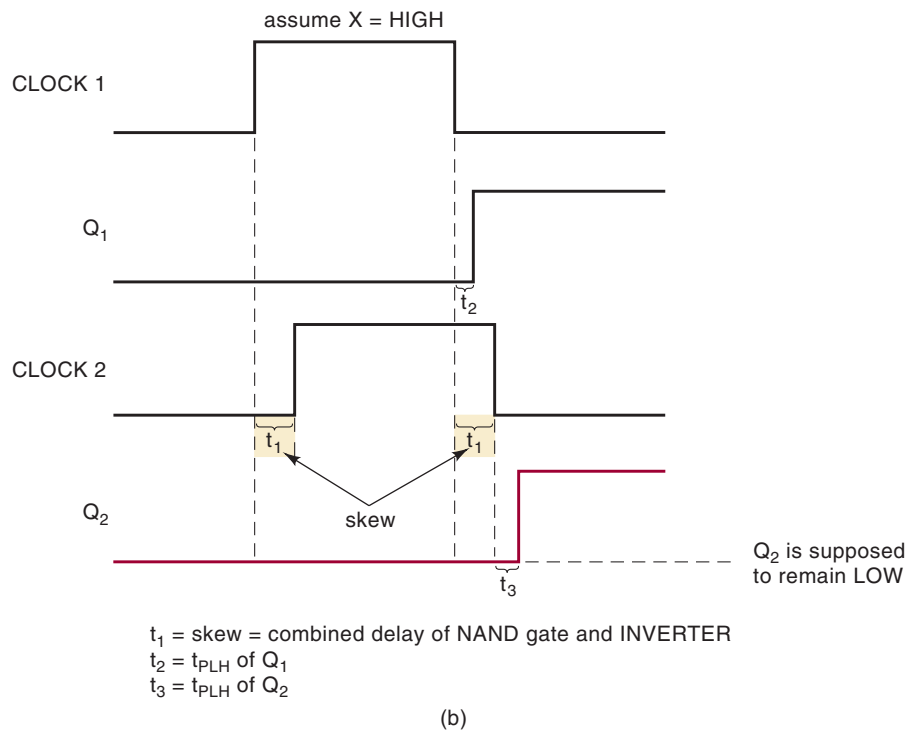 assume X = HIGH
CLOCK 1
Q₁
t₂
CLOCK 2
t₁
t₁
skew
Q₂
t₃
Q₂ is supposed
to remain LOW
t₁ = skew = combined delay of NAND gate and INVERTER
t₂ = tPLH of Q₁
t₃ = tPLH of Q₂
(b)